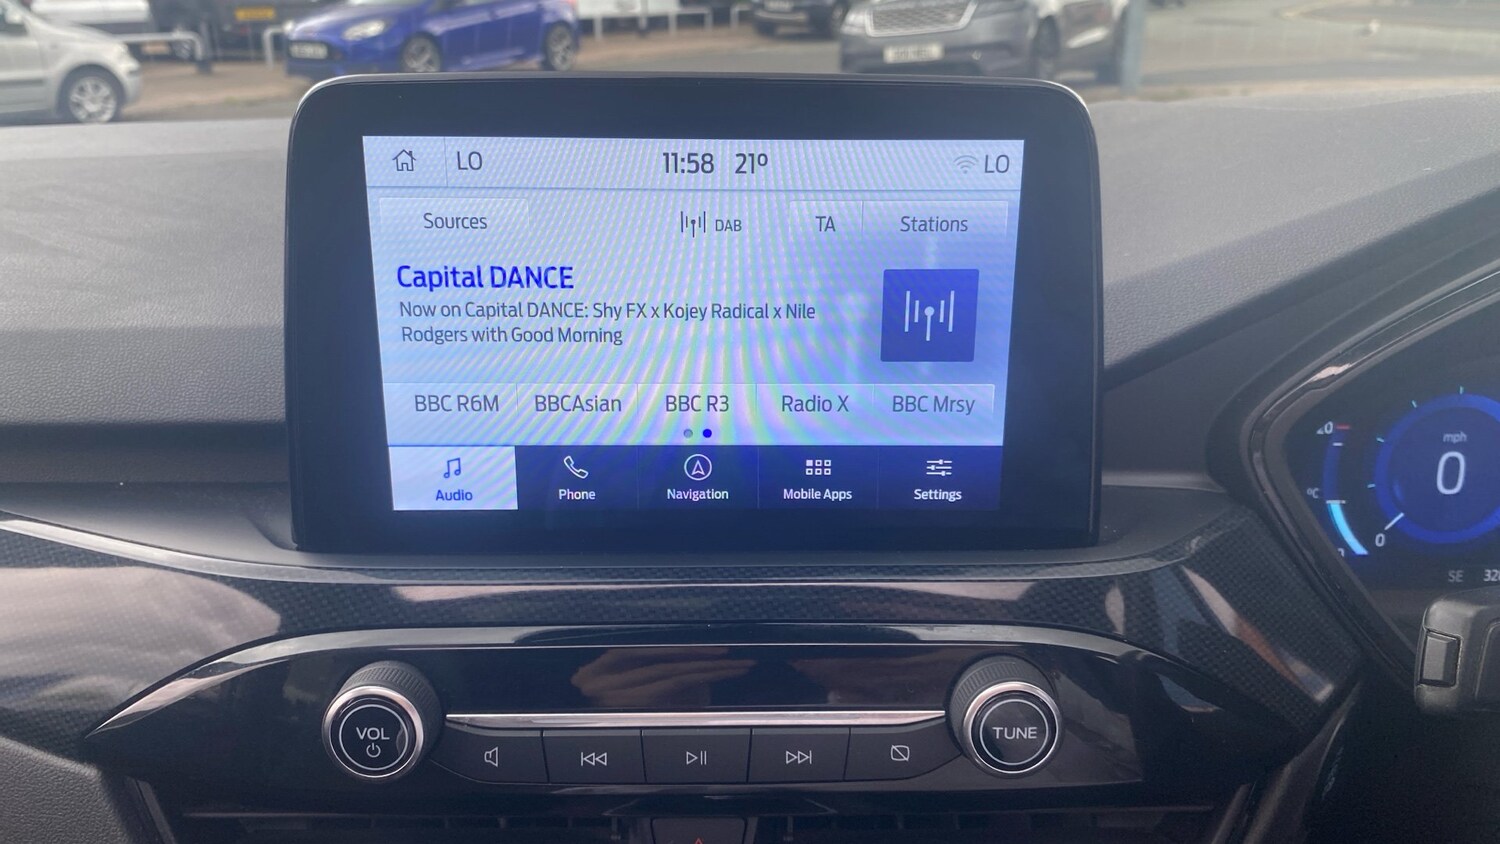 LO 11:58 21º LO
Sources DAB TA Stations
Capital DANCE
Now on Capital DANCE: Shy FX x Kojey Radical x Nile
Rodgers with Good Morning
BBC R6M BBCAsian BBC R3 Radio X BBC Mrsy
Audio Phone Navigation Mobile Apps Settings
mph
0
°C
0
SE
VOL TUNE